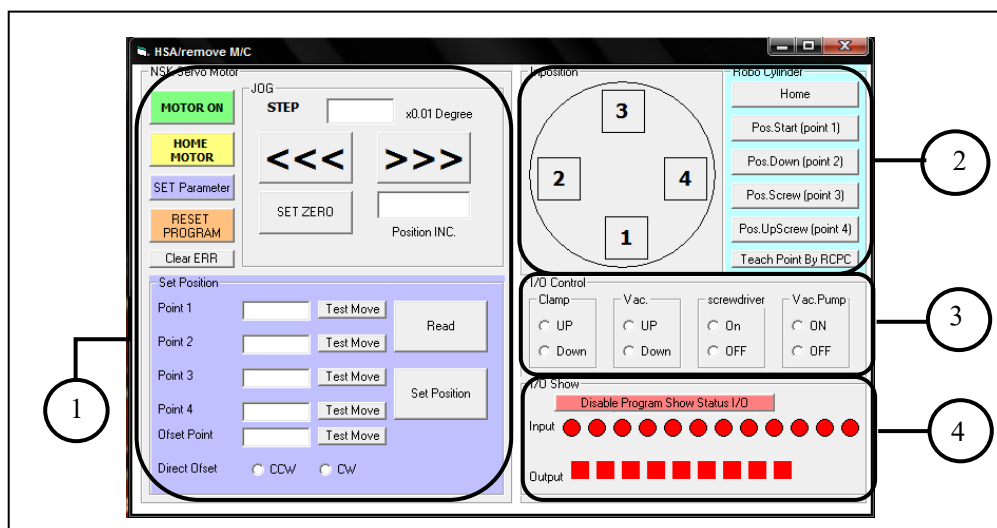 HSA/remove M/C
NSK Servo Motor
MOTOR ON
HOME
MOTOR
SET Parameter
RESET
PROGRAM
Clear ERR
JOG
STEP
x0.01 Degree
<<<
>>>
SET ZERO
Position INC.
Set Position
Point 1
Test Move
Point 2
Test Move
Point 3
Test Move
Point 4
Test Move
Ofset Point
Test Move
Read
Set Position
Direct Ofset
CCW
CW
Inposition
3
2
4
1
Robo Cylinder
Home
Pos.Start (point 1)
Pos.Down (point 2)
Pos.Screw (point 3)
Pos.UpScrew (point 4)
Teach Point By RCPC
I/O Control
Clamp
UP
Down
Vac.
UP
Down
screwdriver
On
OFF
Vac.Pump
ON
OFF
I/O Show
Disable Program Show Status I/O
Input
Output
1
2
3
4